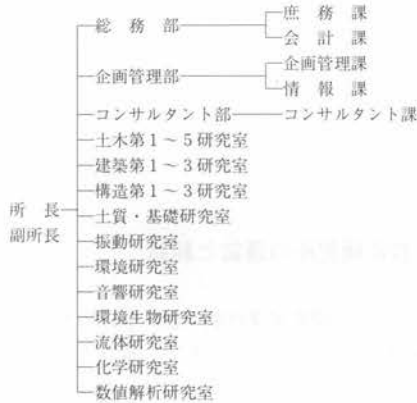 総務部
庶務課
会計課
企画管理部
企画管理課
情報課
コンサルタント部
コンサルタント課
土木第１～５研究室
建築第１～３研究室
構造第１～３研究室
所長
副所長
土質・基礎研究室
振動研究室
環境研究室
音響研究室
環境生物研究室
流体研究室
化学研究室
数値解析研究室